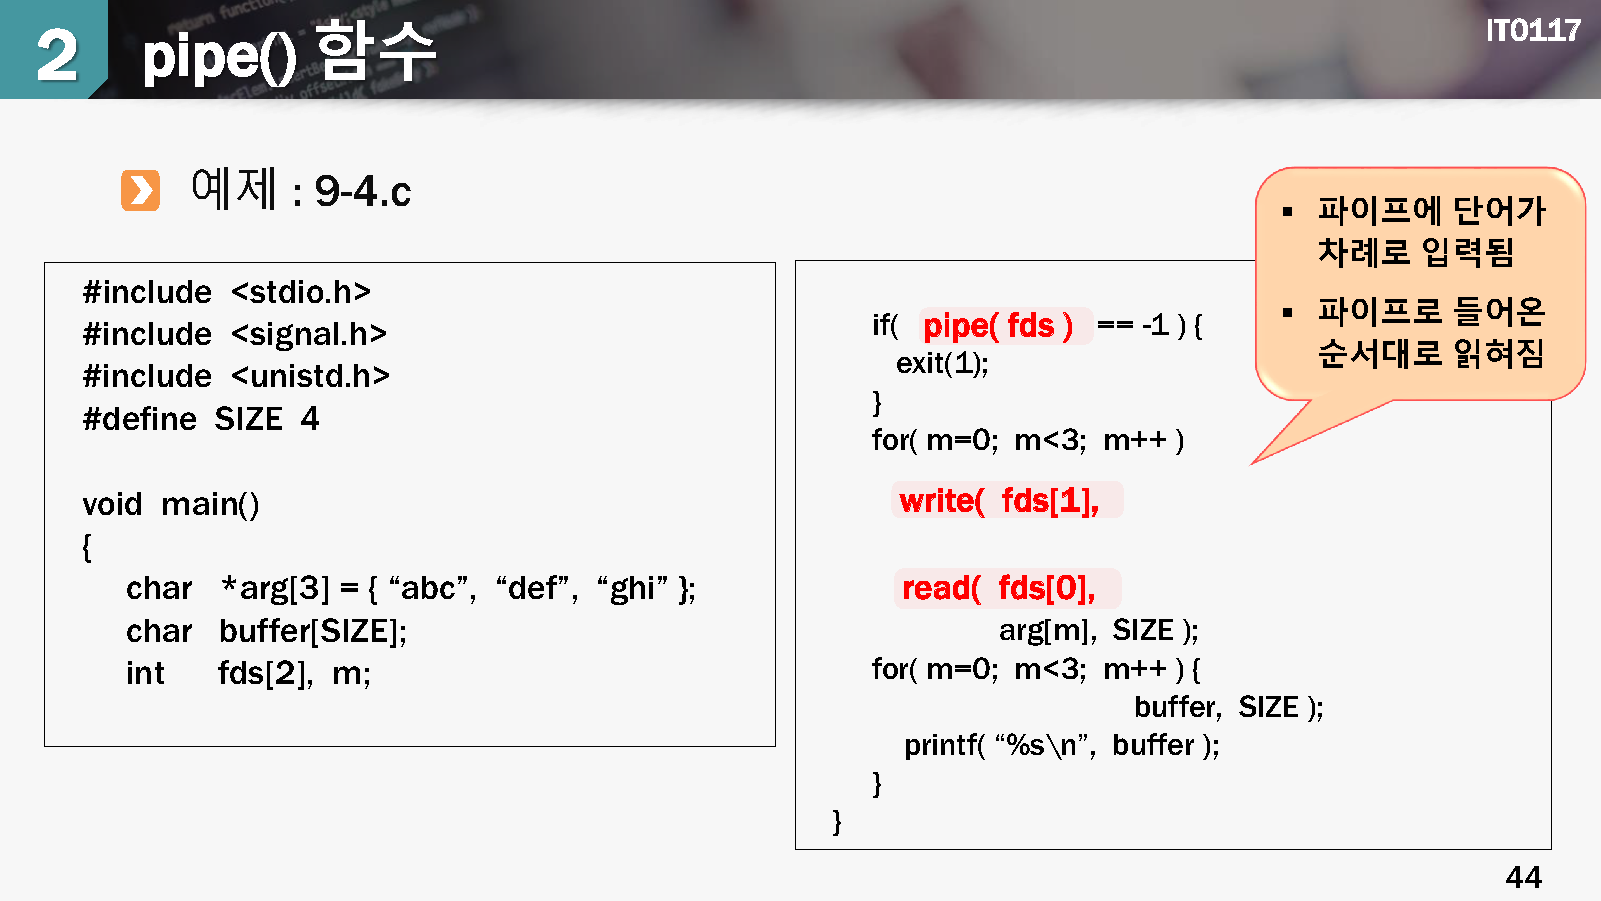 2
pipe() 함수
IT0117
예제 : 9-4.c
#include <stdio.h>
#include <signal.h>
#include <unistd.h>
#define SIZE 4
void main()
{
char *arg[3] = { “abc”, “def”, “ghi” };
char buffer[SIZE];
int fds[2], m;
if( pipe( fds ) == -1 ) {
exit(1);
}
for( m=0; m<3; m++ )
write( fds[1],
read( fds[0],
arg[m], SIZE );
for( m=0; m<3; m++ ) {
buffer, SIZE );
printf( “%s\n”, buffer );
}
}
▪ 파이프에 단어가
차례로 입력됨
▪ 파이프로 들어온
순서대로 읽혀짐
44